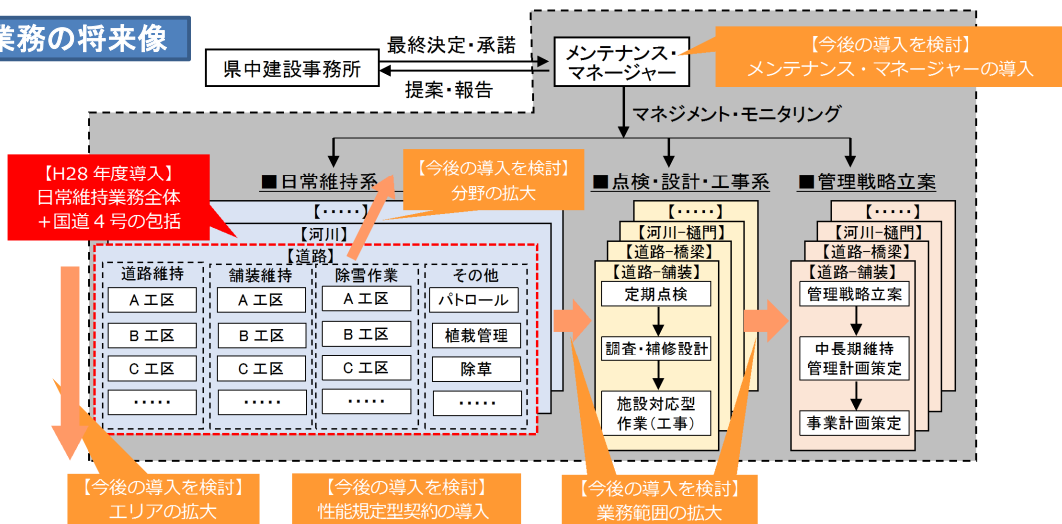 業務の将来像
県中建設事務所
最終決定・承諾
提案・報告
メンテナンス・
マネージャー
【今後の導入を検討】
メンテナンス・マネージャーの導入
マネジメント・モニタリング
【H28 年度導入】
日常維持業務全体
+国道4号の包括
■日常維持系
【今後の導入を検討】
分野の拡大
■点検・設計・工事系
■管理戦略立案
【・・・・・】
【河川】
【道路】
道路維持
A 工区
B 工区
C 工区
・・・・・
舗装維持
A 工区
B 工区
C 工区
・・・・・
除雪作業
A 工区
B 工区
C 工区
・・・・・
その他
パトロール
植栽管理
除草
・・・・・
【・・・・・】
【河川-樋門】
【道路-橋梁】
【道路-舗装】
定期点検
調査・補修設計
施設対応型
作業(工事)
【・・・・・】
【河川-樋門】
【道路-橋梁】
【道路-舗装】
管理戦略立案
中長期維持
管理計画策定
事業計画策定
【今後の導入を検討】
エリアの拡大
【今後の導入を検討】
性能規定型契約の導入
【今後の導入を検討】
業務範囲の拡大